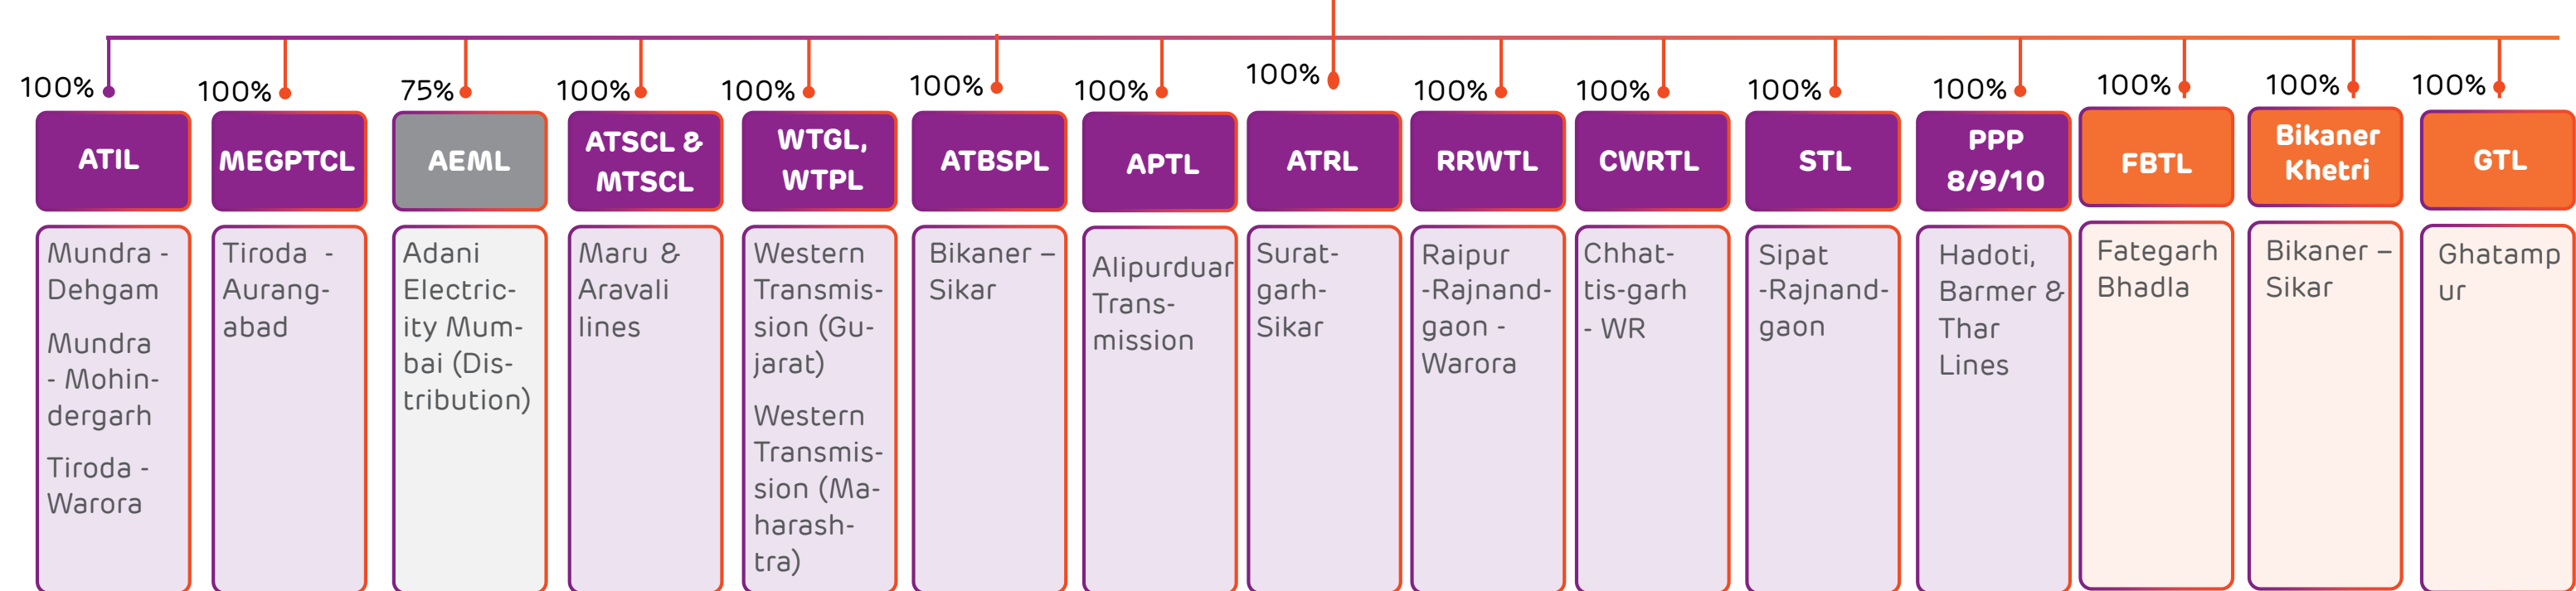 100%
ATIL
Mundra -
Dehgam
Mundra
- Mohin-
dergarh
Tiroda -
Warora
100%
MEGPTCL
Tiroda -
Aurang-
abad
75%
AEML
Adani
Electric-
ity Mum-
bai (Dis-
tribution)
100%
ATSCL &
MTSCL
Maru &
Aravali
lines
100%
WTGL,
WTPL
Western
Transmis-
sion (Gu-
jarat)
Western
Transmis-
sion (Ma-
harash-
tra)
100%
ATBSPL
Bikaner –
Sikar
100%
APTL
Alipurduar
Trans-
mission
100%
ATRL
Surat-
garh-
Sikar
100%
RRWTL
Raipur
-Rajnand-
gaon -
Warora
100%
CWRTL
Chhat-
tis-garh
- WR
100%
STL
Sipat
-Rajnand-
gaon
100%
PPP
8/9/10
Hadoti,
Barmer &
Thar
Lines
100%
FBTL
Fategarh
Bhadla
100%
Bikaner
Khetri
Bikaner –
Sikar
100%
GTL
Ghatamp
ur